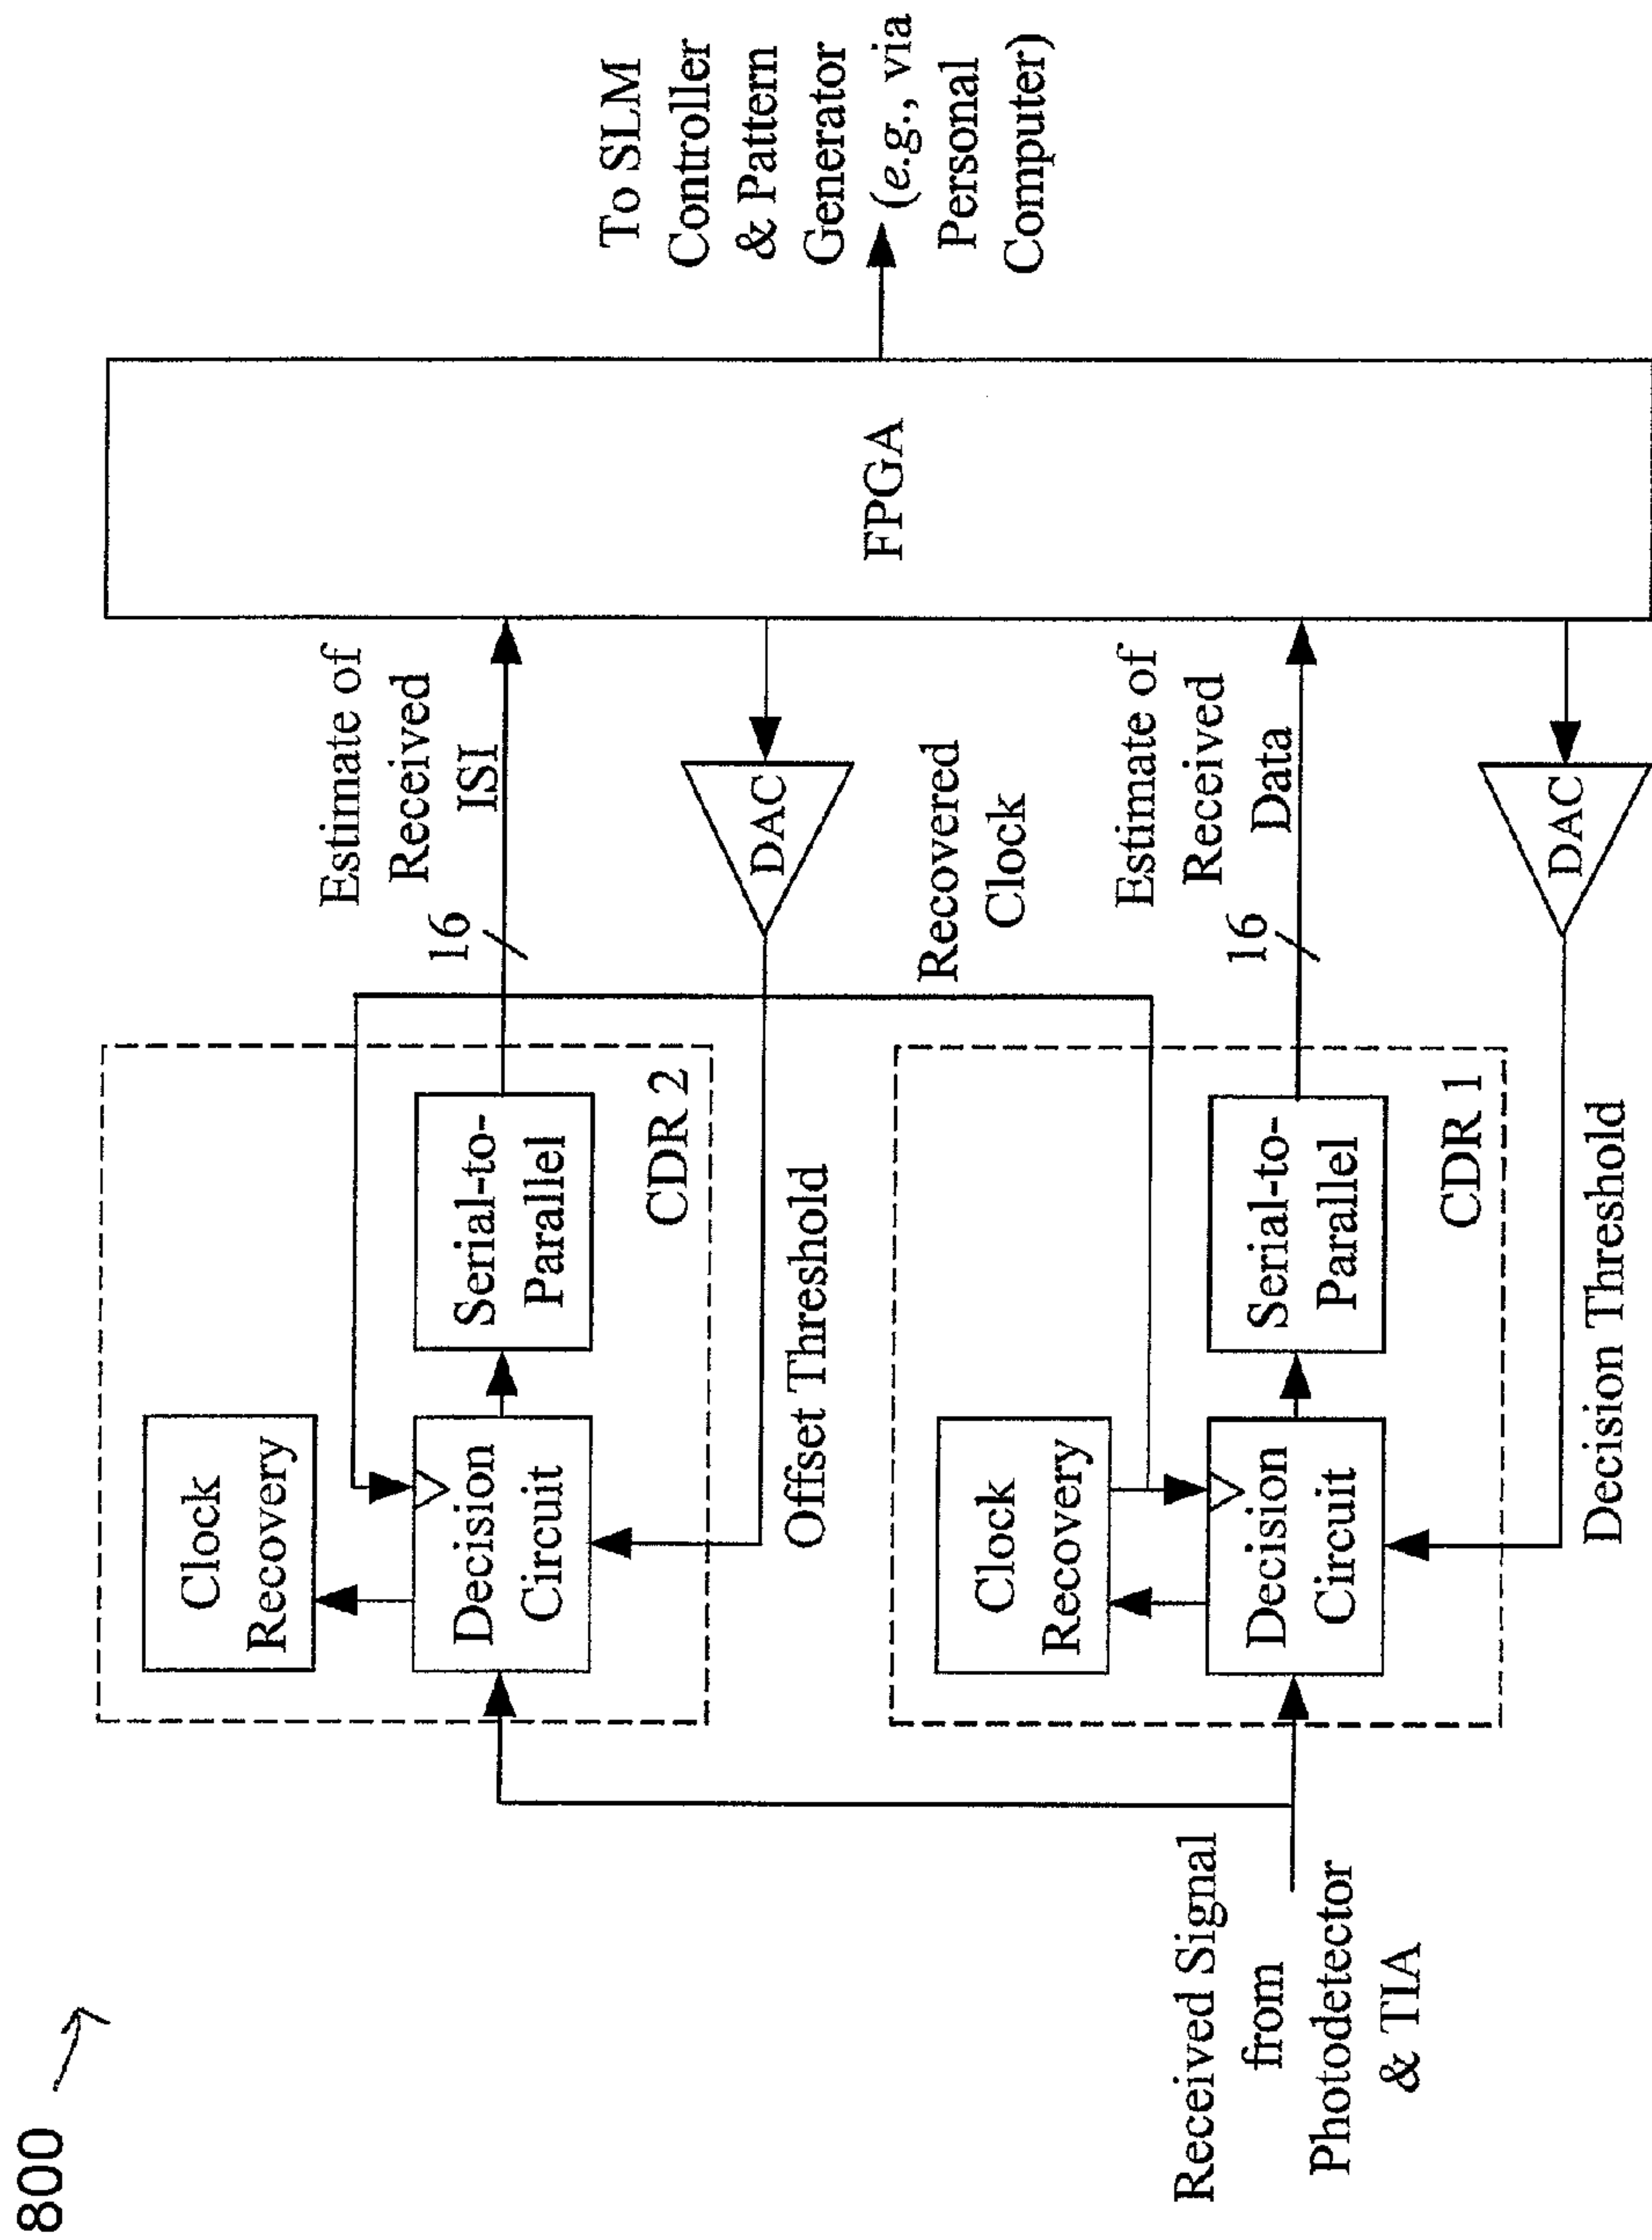 800
Received Signal
from
Photodetector
& TIA
Clock
Recovery
Decision
Circuit
Serial-to-
Parallel
CDR 2
Offset Threshold
16
Estimate of
Received
ISI
DAC
Recovered
Clock
Clock
Recovery
Decision
Circuit
Serial-to-
Parallel
CDR 1
Decision Threshold
16
Estimate of
Received
Data
DAC
FPGA
To SLM
Controller
& Pattern
Generator
(e.g., via
Personal
Computer)